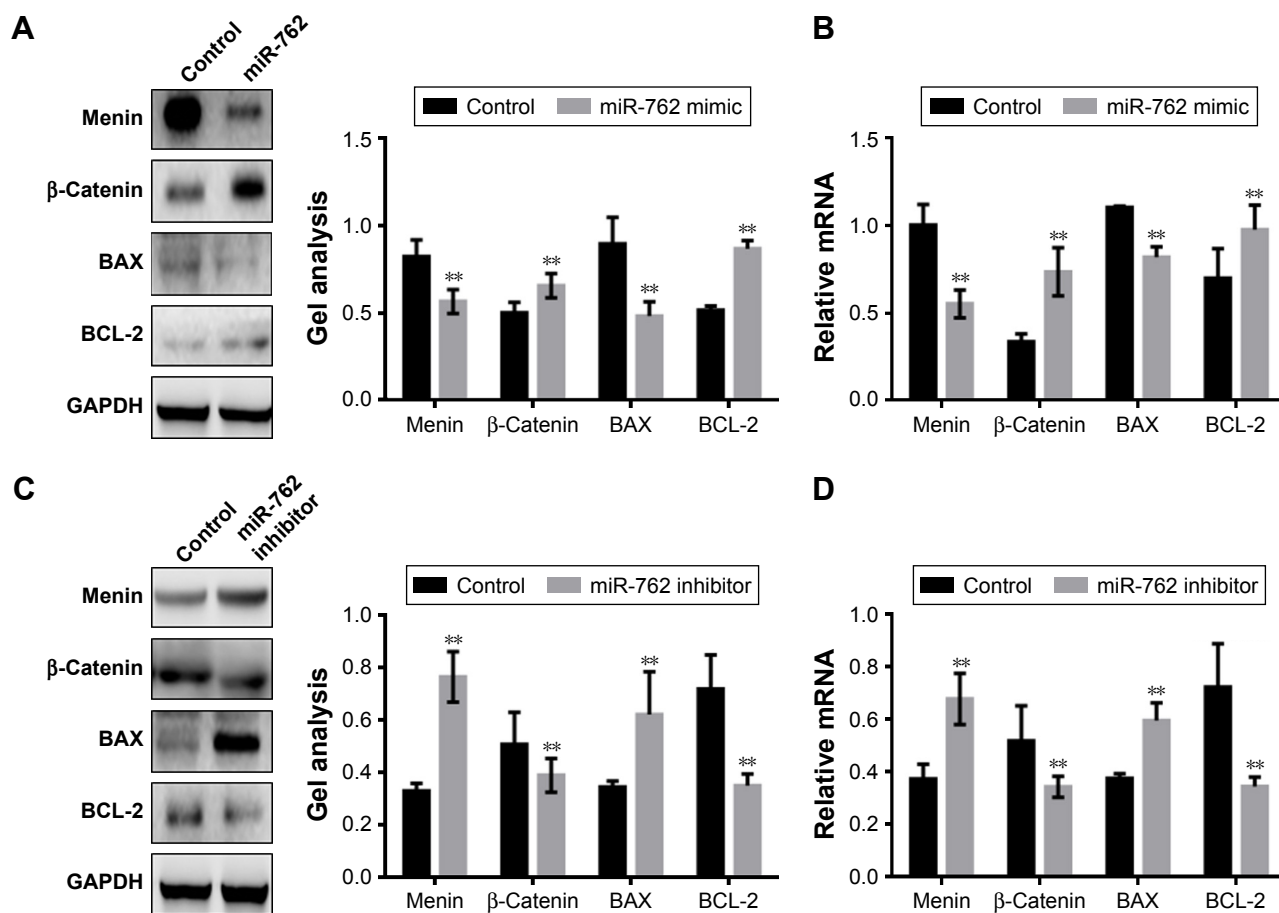 A
Control
miR-762
Menin
β-Catenin
BAX
BCL-2
GAPDH
Control
miR-762 mimic
Gel analysis
1.5
1.0
0.5
0.0
**
**
**
**
Menin
β-Catenin
BAX
BCL-2
B
Control
miR-762 mimic
Relative mRNA
1.5
1.0
0.5
0.0
**
**
**
**
Menin
β-Catenin
BAX
BCL-2
C
Control
miR-762
inhibitor
Menin
β-Catenin
BAX
BCL-2
GAPDH
Control
miR-762 inhibitor
Gel analysis
1.0
0.8
0.6
0.4
0.2
0.0
**
**
**
**
Menin
β-Catenin
BAX
BCL-2
D
Control
miR-762 inhibitor
Relative mRNA
1.0
0.8
0.6
0.4
0.2
0.0
**
**
**
**
Menin
β-Catenin
BAX
BCL-2